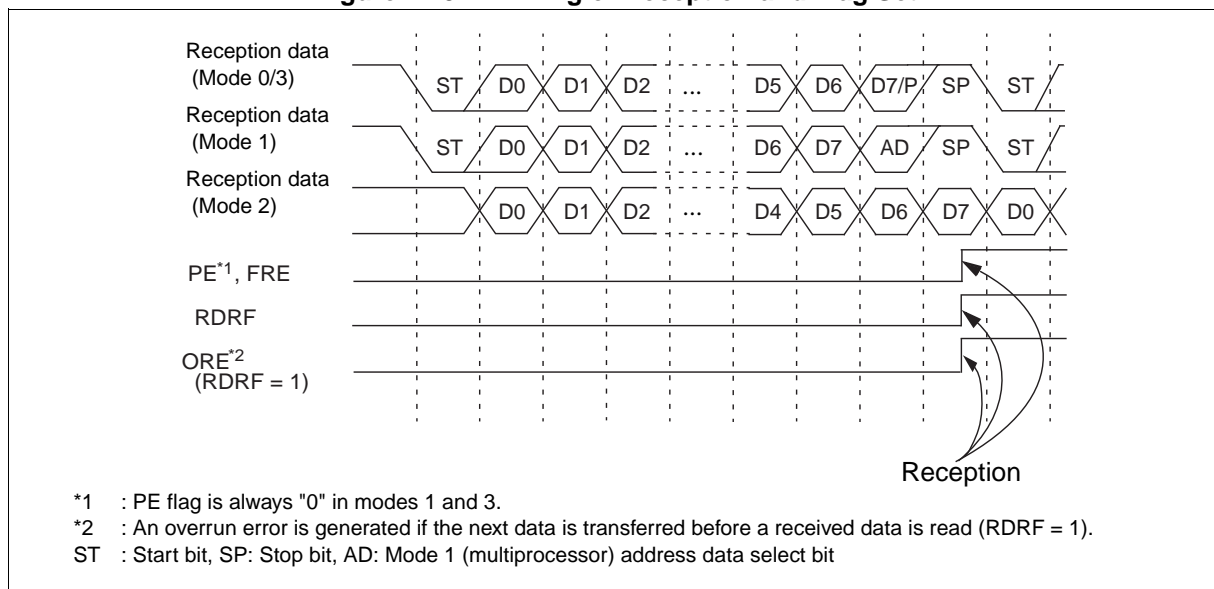 Reception data
(Mode 0/3)
ST D0 D1 D2 ... D5 D6 D7/P SP ST
Reception data
(Mode 1)
ST D0 D1 D2 ... D6 D7 AD SP ST
Reception data
(Mode 2)
D0 D1 D2 ... D4 D5 D6 D7 D0
PE*1, FRE
RDRF
ORE*2
(RDRF = 1)
Reception
*1 : PE flag is always "0" in modes 1 and 3.
*2 : An overrun error is generated if the next data is transferred before a received data is read (RDRF = 1).
ST : Start bit, SP: Stop bit, AD: Mode 1 (multiprocessor) address data select bit